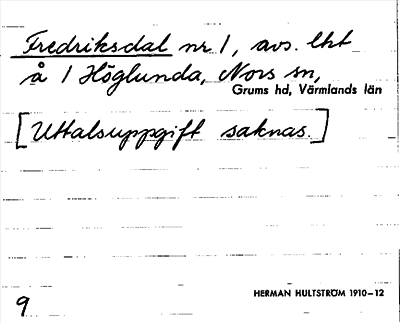 Fredriksdal nr 1, avs. lht
å 1 Höglunda, Nors sn,
Grums hd, Värmlands län
[Uttalsuppgift saknas.]
HERMAN HULTSTRÖM 1910–12
9